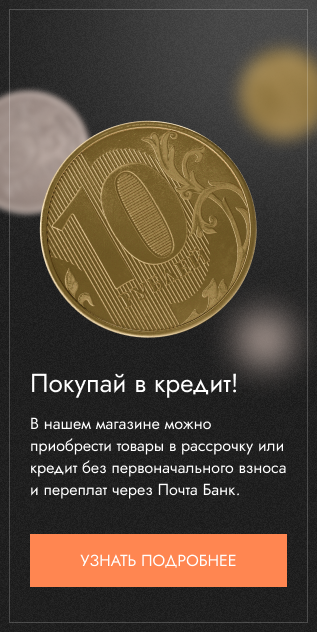 10
РУБЛЕЙ
Покупай в кредит!
В нашем магазине можно
приобрести товары в рассрочку или
кредит без первоначального взноса
и переплат через Почта Банк.
УЗНАТЬ ПОДРОБНЕЕ